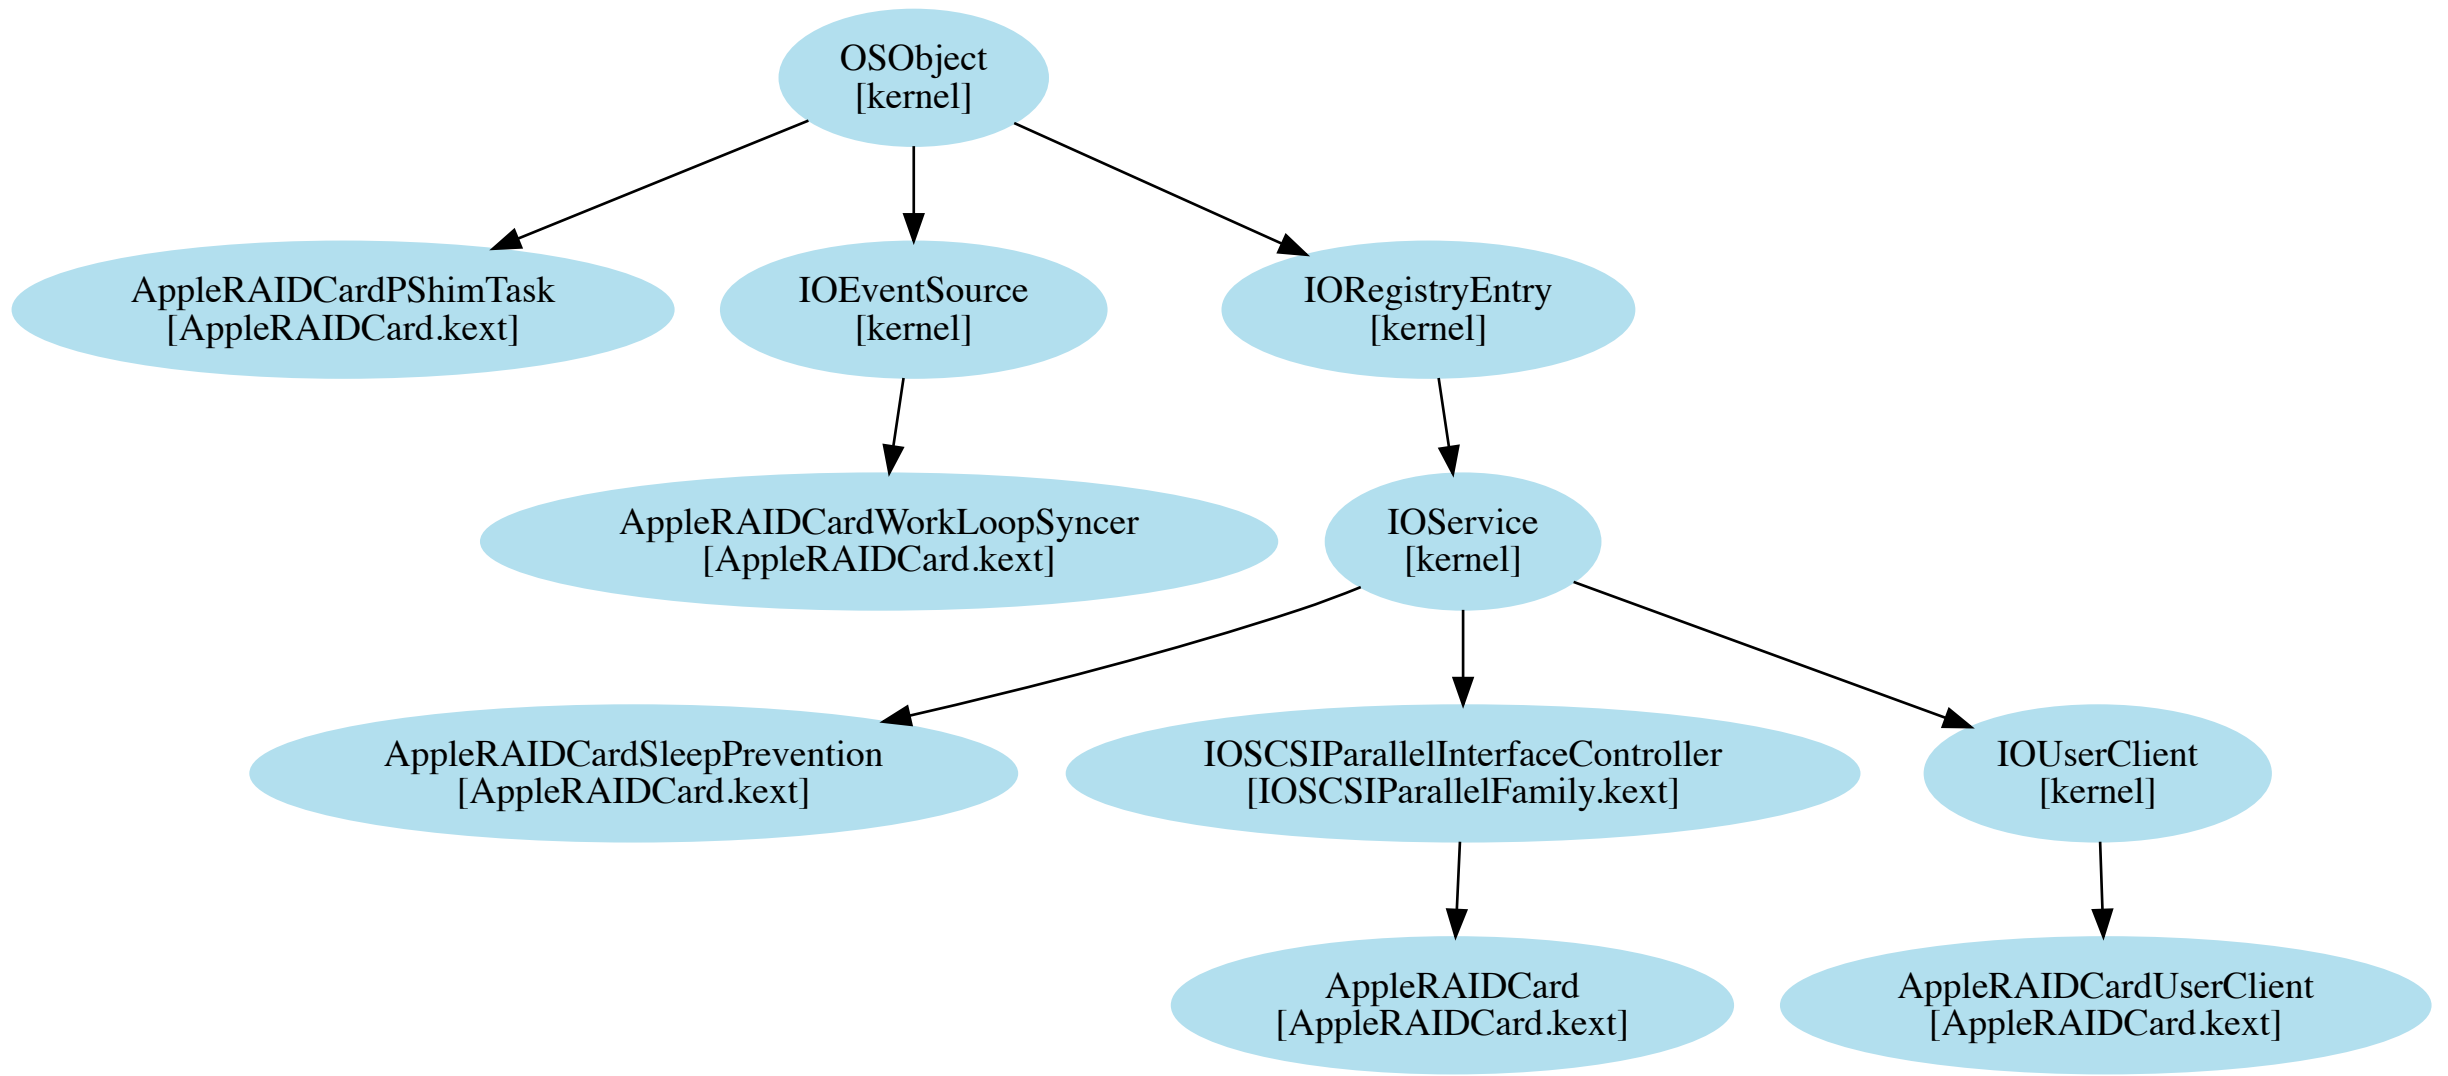 OSObject
[kernel]
AppleRAIDCardPShimTask
[AppleRAIDCard.kext]
IOEventSource
[kernel]
IORegistryEntry
[kernel]
AppleRAIDCardWorkLoopSyncer
[AppleRAIDCard.kext]
IOService
[kernel]
AppleRAIDCardSleepPrevention
[AppleRAIDCard.kext]
IOSCSIParallelInterfaceController
[IOSCSIParallelFamily.kext]
IOUserClient
[kernel]
AppleRAIDCard
[AppleRAIDCard.kext]
AppleRAIDCardUserClient
[AppleRAIDCard.kext]